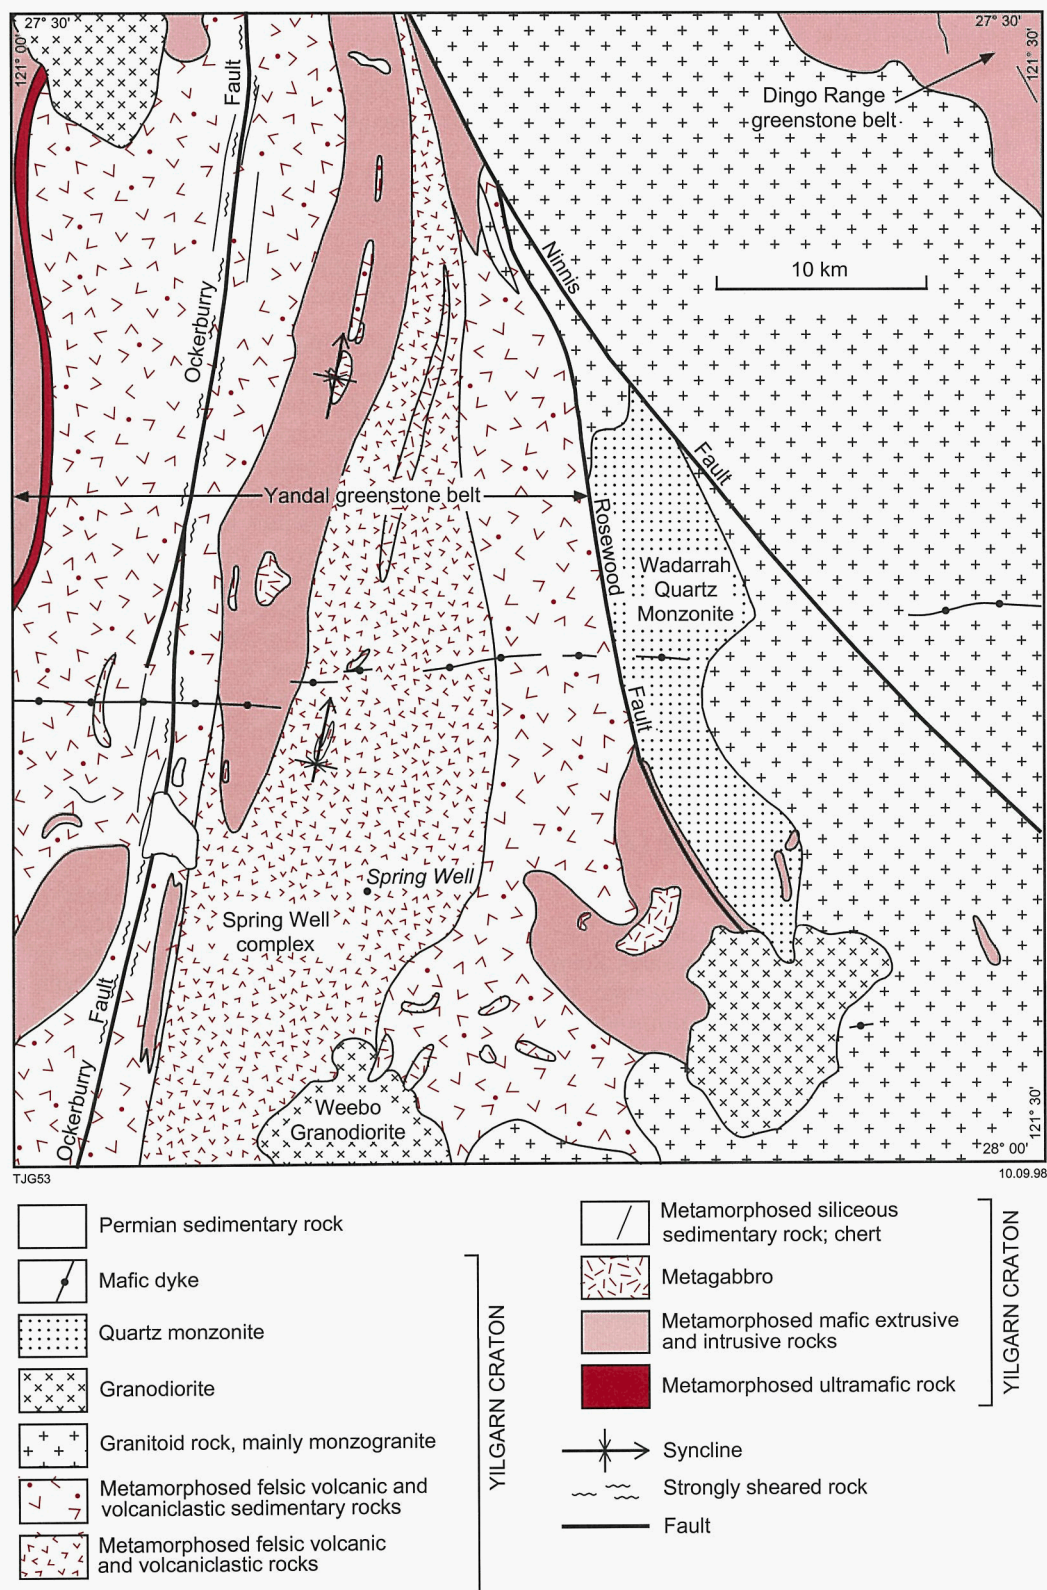 27° 30'
27° 30'
121° 00'
121° 30'
Fault
Dingo Range
greenstone belt
Ninnis
10 km
Ockerburry
Fault
Yandal greenstone belt
Rosewood
Wadarrah
Quartz
Monzonite
Fault
Spring Well
Spring Well
complex
Fault
Ockerburry
Weebo
Granodiorite
121° 30'
28° 00'
TJG53
10.09.98
Permian sedimentary rock
Mafic dyke
Quartz monzonite
Granodiorite
Granitoid rock, mainly monzogranite
Metamorphosed felsic volcanic and
volcaniclastic sedimentary rocks
Metamorphosed felsic volcanic
and volcaniclastic rocks
YILGARN CRATON
Metamorphosed siliceous
sedimentary rock; chert
Metagabbro
Metamorphosed mafic extrusive
and intrusive rocks
Metamorphosed ultramafic rock
YILGARN CRATON
Syncline
Strongly sheared rock
Fault